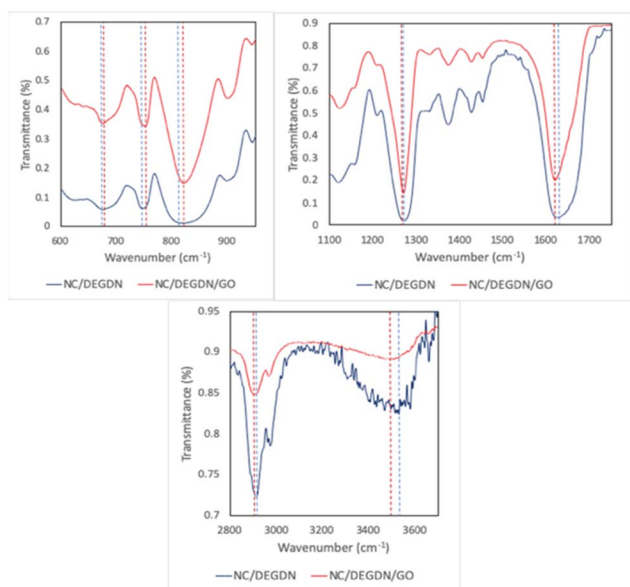 0.7
0.6
0.5
0.4
0.3
0.2
0.1
0
Transmittance (%)
600 700 800 900
Wavenumber (cm-1)
NC/DEGDN NC/DEGDN/GO
0.9
0.8
0.7
0.6
0.5
0.4
0.3
0.2
0.1
0
Transmittance (%)
1100 1200 1300 1400 1500 1600 1700
Wavenumber (cm-1)
NC/DEGDN NC/DEGDN/GO
0.95
0.9
0.85
0.8
0.75
0.7
Transmittance (%)
2800 3000 3200 3400 3600
Wavenumber (cm-1)
NC/DEGDN NC/DEGDN/GO